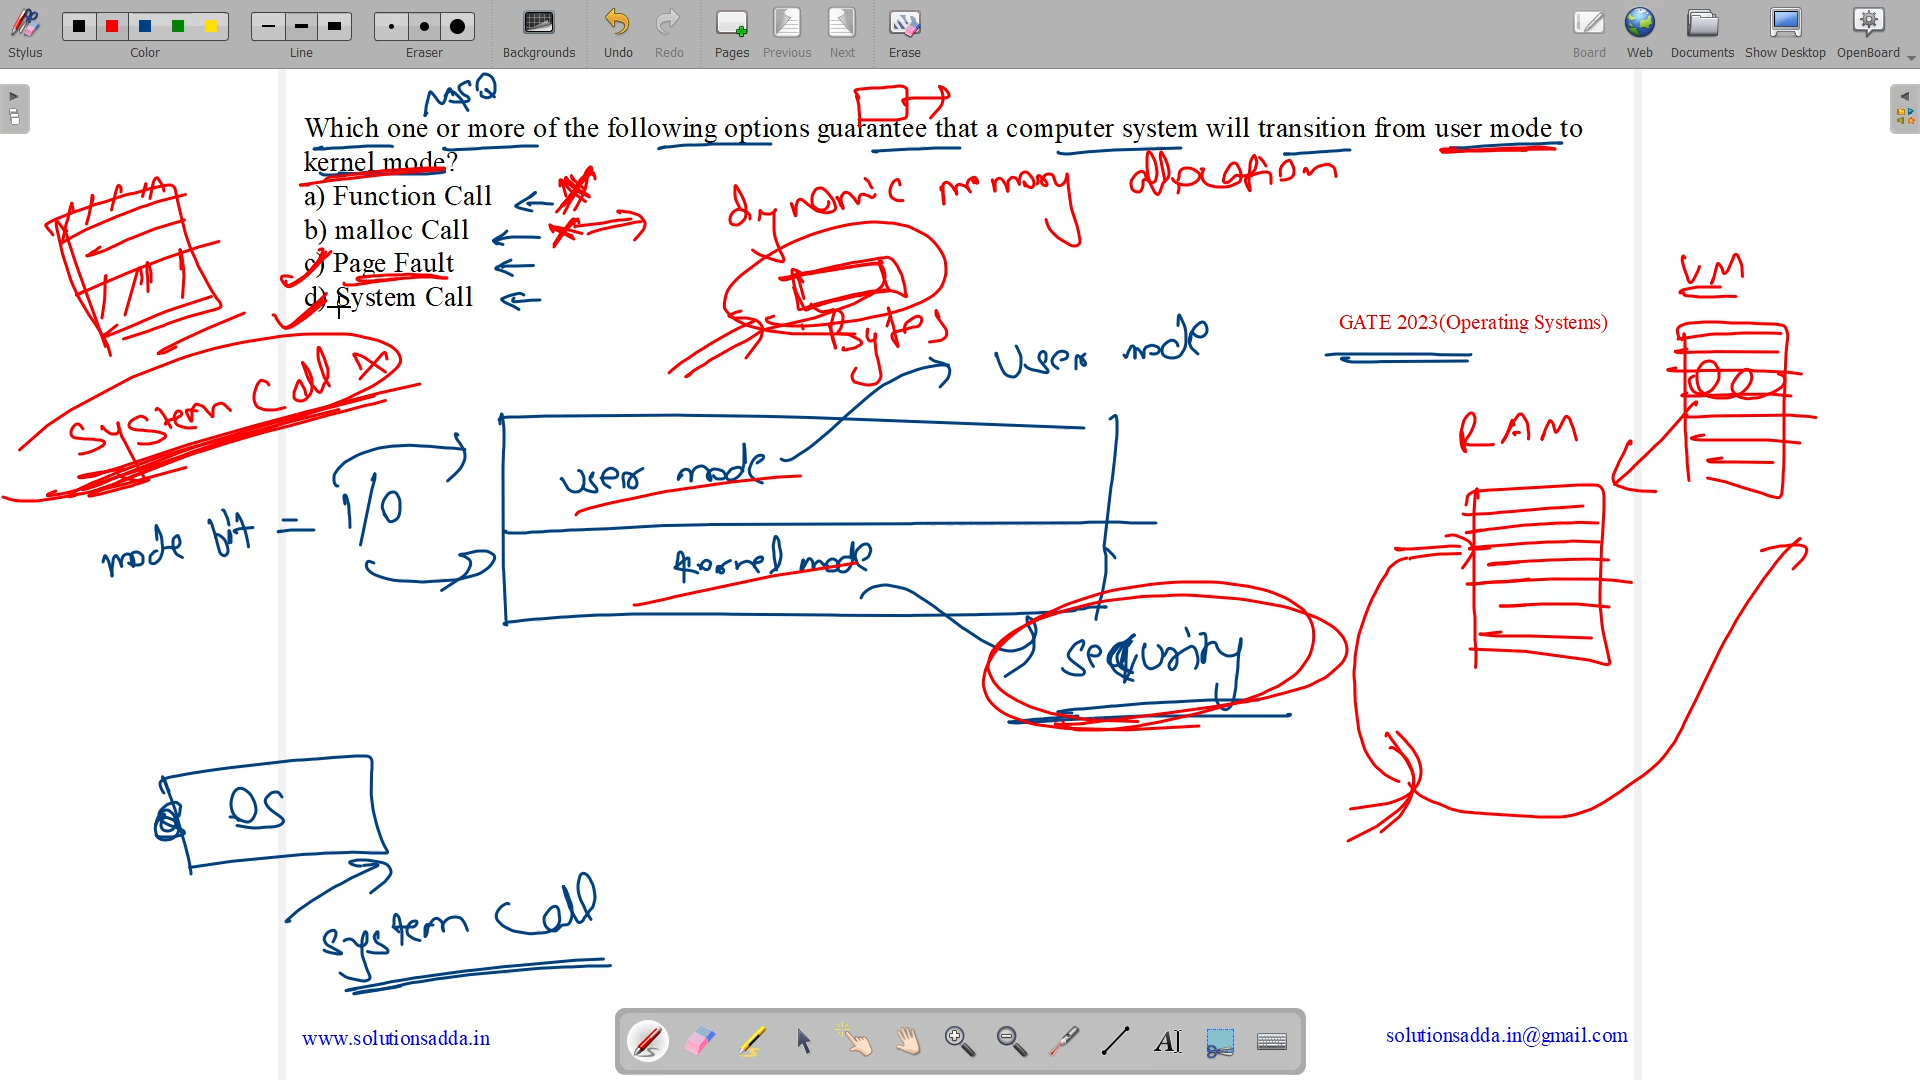 Stylus Color Line Eraser Backgrounds Undo Redo Pages Previous Next Erase Board Web Documents Show Desktop OpenBoard
MSQ
Which one or more of the following options guarantee that a computer system will transition from user mode to
kernel mode?
a) Function Call
b) malloc Call
c) Page Fault
d) System Call
dynamic memory allocation
Bytes
VM
GATE 2023(Operating Systems)
User mode
System Call
RAM
user mode
mode bit = 1/0
kernel mode
security
OS
system call
www.solutionsadda.in
solutionsadda.in@gmail.com